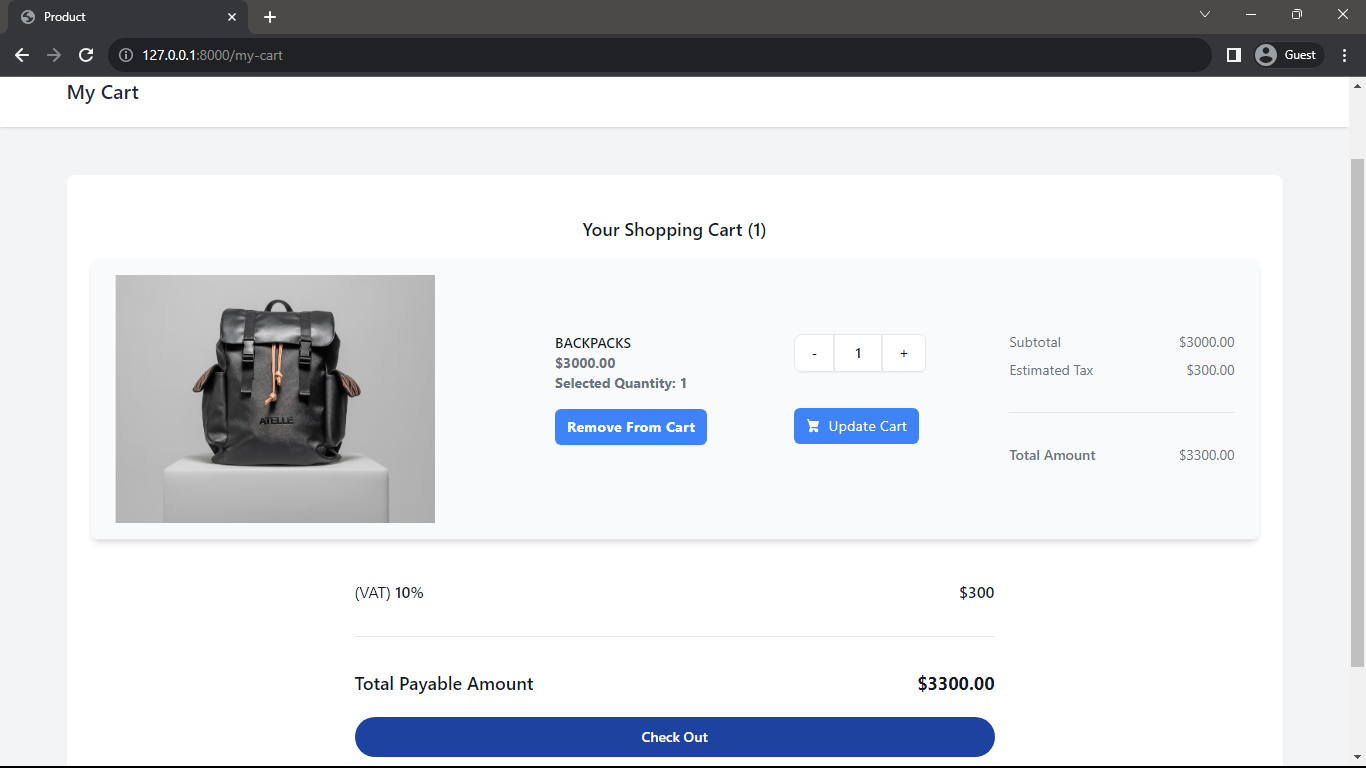 Product
127.0.0.1:8000/my-cart
Guest
My Cart
Your Shopping Cart (1)
ATELLE
BACKPACKS
$3000.00
Selected Quantity: 1
Remove From Cart
- 1 +
Update Cart
Subtotal $3000.00
Estimated Tax $300.00
Total Amount $3300.00
(VAT) 10% $300
Total Payable Amount $3300.00
Check Out